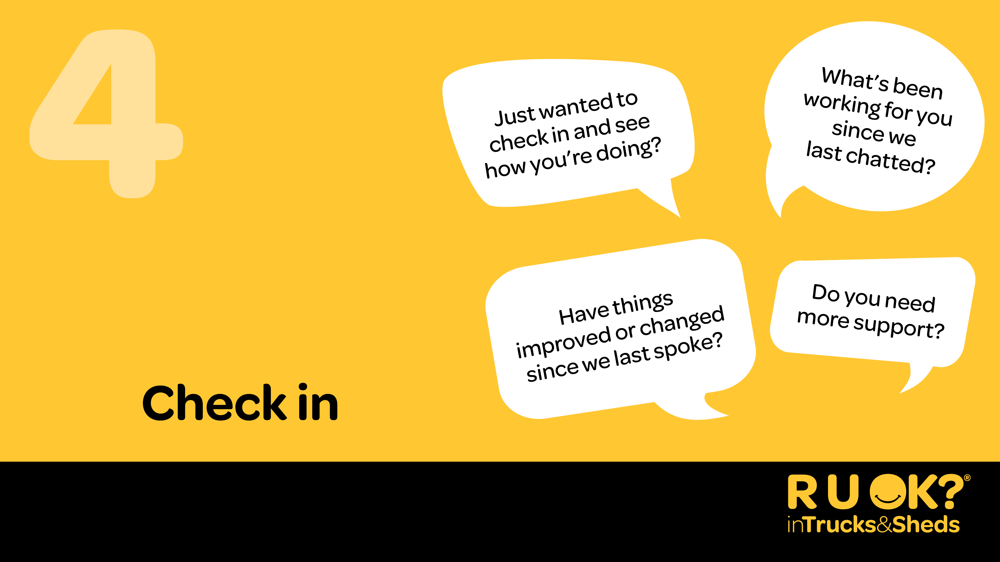 4
Check in
Just wanted to
check in and see
how you’re doing?
What’s been
working for you
since we
last chatted?
Have things
improved or changed
since we last spoke?
Do you need
more support?
R U OK?®
inTrucks&Sheds